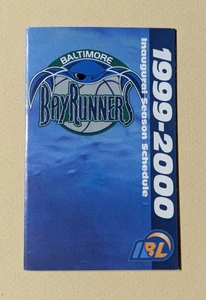 BALTIMORE
BAYRUNNERS
1999-2000
Inaugural Season Schedule
IBL